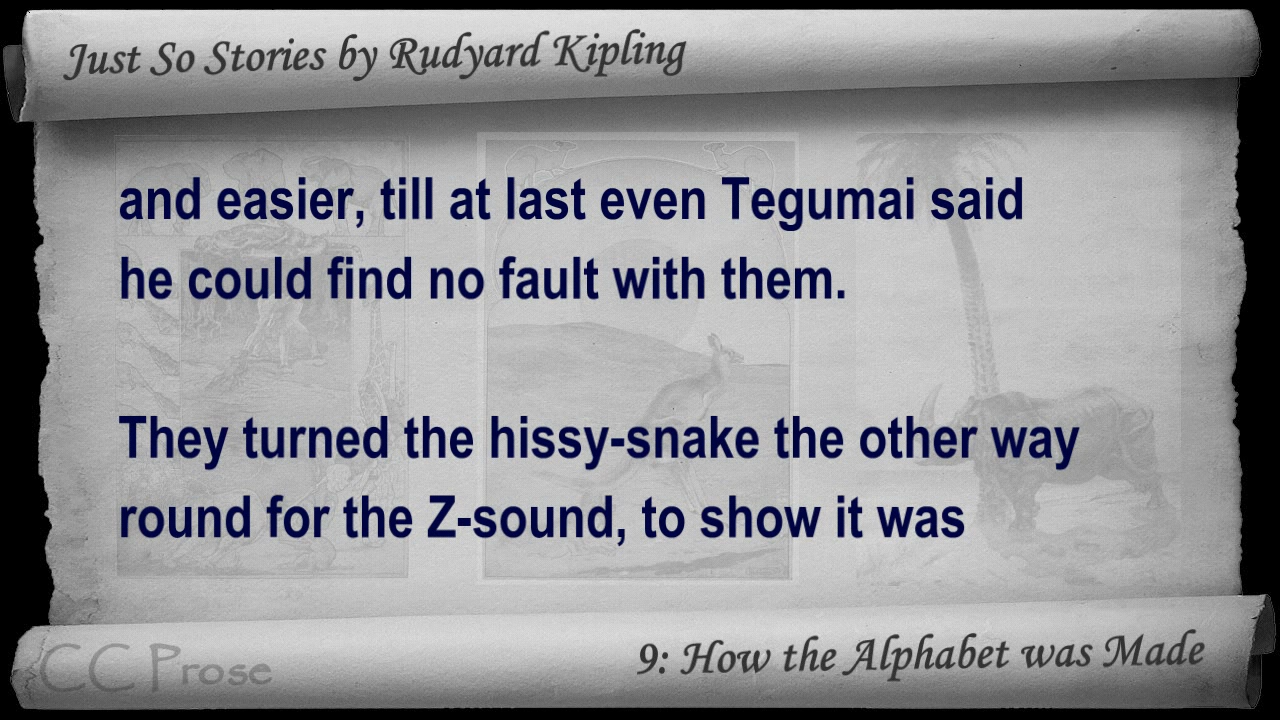 Just So Stories by Rudyard Kipling
and easier, till at last even Tegumai said
he could find no fault with them.
They turned the hissy-snake the other way
round for the Z-sound, to show it was
CC Prose
9: How the Alphabet was Made